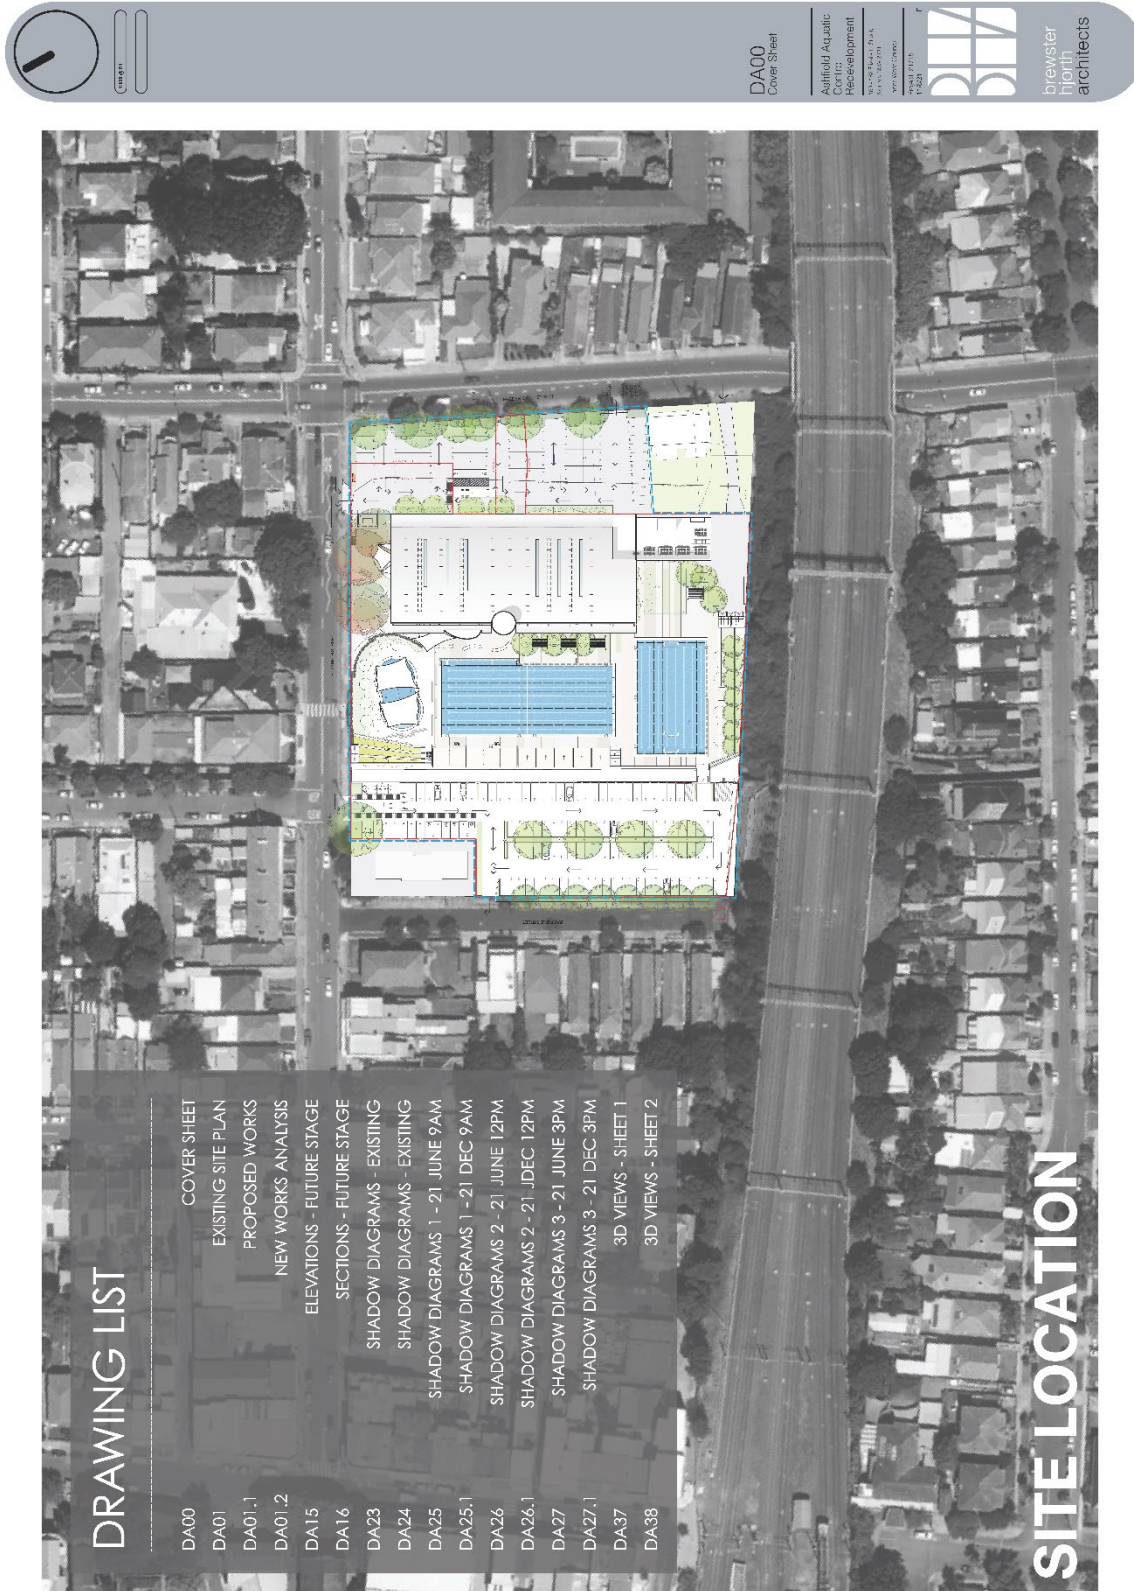 DRAWING LIST
DA00 COVER SHEET
DA01 EXISTING SITE PLAN
DA01.1 PROPOSED WORKS
DA01.2 NEW WORKS ANALYSIS
DA15 ELEVATIONS - FUTURE STAGE
DA16 SECTIONS - FUTURE STAGE
DA23 SHADOW DIAGRAMS - EXISTING
DA24 SHADOW DIAGRAMS - EXISTING
DA25 SHADOW DIAGRAMS 1 - 21 JUNE 9AM
DA25.1 SHADOW DIAGRAMS 1 - 21 DEC 9AM
DA26 SHADOW DIAGRAMS 2 - 21 JUNE 12PM
DA26.1 SHADOW DIAGRAMS 2 - 21 JDEC 12PM
DA27 SHADOW DIAGRAMS 3 - 21 JUNE 3PM
DA27.1 SHADOW DIAGRAMS 3 - 21 DEC 3PM
DA37 3D VIEWS - SHEET 1
DA38 3D VIEWS - SHEET 2
SITE LOCATION
DA00
Cover Sheet
Ashfield Aquatic
Centre
Redevelopment
brewster
hjorth
architects